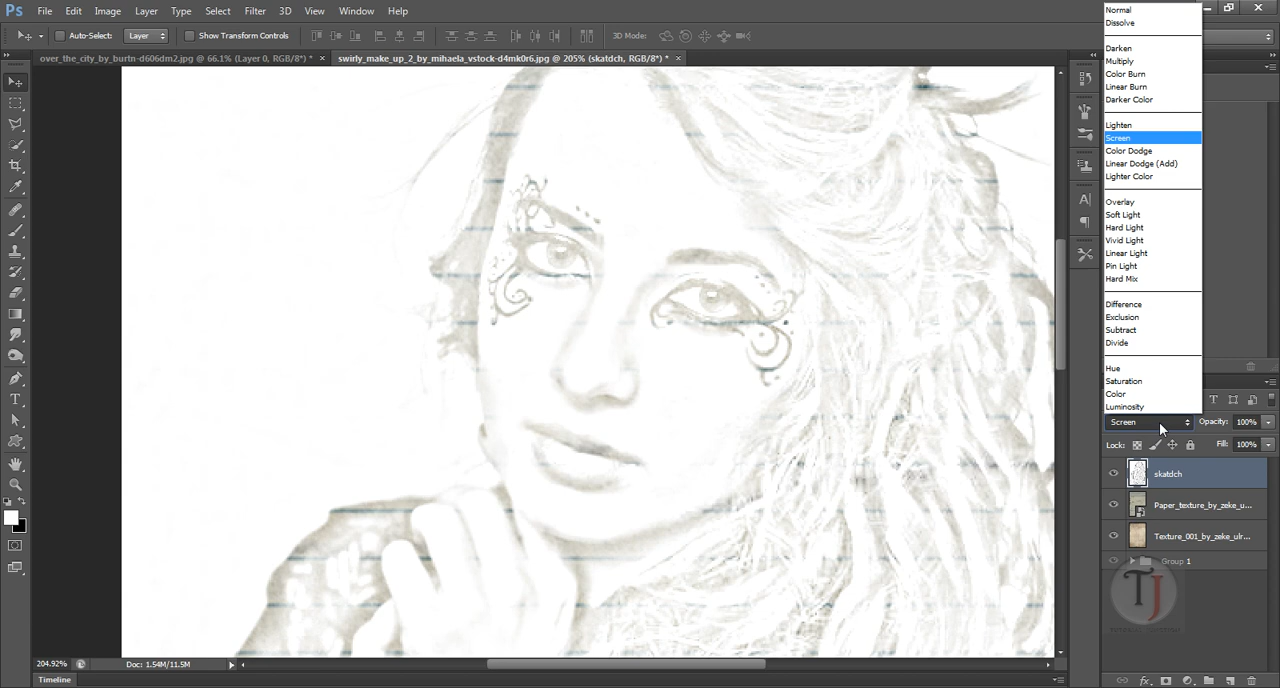 Ps File Edit Image Layer Type Select Filter 3D View Window Help
Auto-Select: Layer Show Transform Controls 3D Mode:
over_the_city_by_burtn-d606dm2.jpg @ 66.1% (Layer 0, RGB/8*) * ×
swirly_make_up_2_by_mihaela_vstock-d4mk0r6.jpg @ 205% (skatdch, RGB/8*) * ×
Normal
Dissolve
Darken
Multiply
Color Burn
Linear Burn
Darker Color
Lighten
Screen
Color Dodge
Linear Dodge (Add)
Lighter Color
Overlay
Soft Light
Hard Light
Vivid Light
Linear Light
Pin Light
Hard Mix
Difference
Exclusion
Subtract
Divide
Hue
Saturation
Color
Luminosity
Screen Opacity: 100%
Lock: Fill: 100%
skatdch
Paper_texture_by_zeke_u...
Texture_001_by_zeke_ulr...
Group 1
TJ
204.92% Doc: 1.54M/11.5M
Timeline